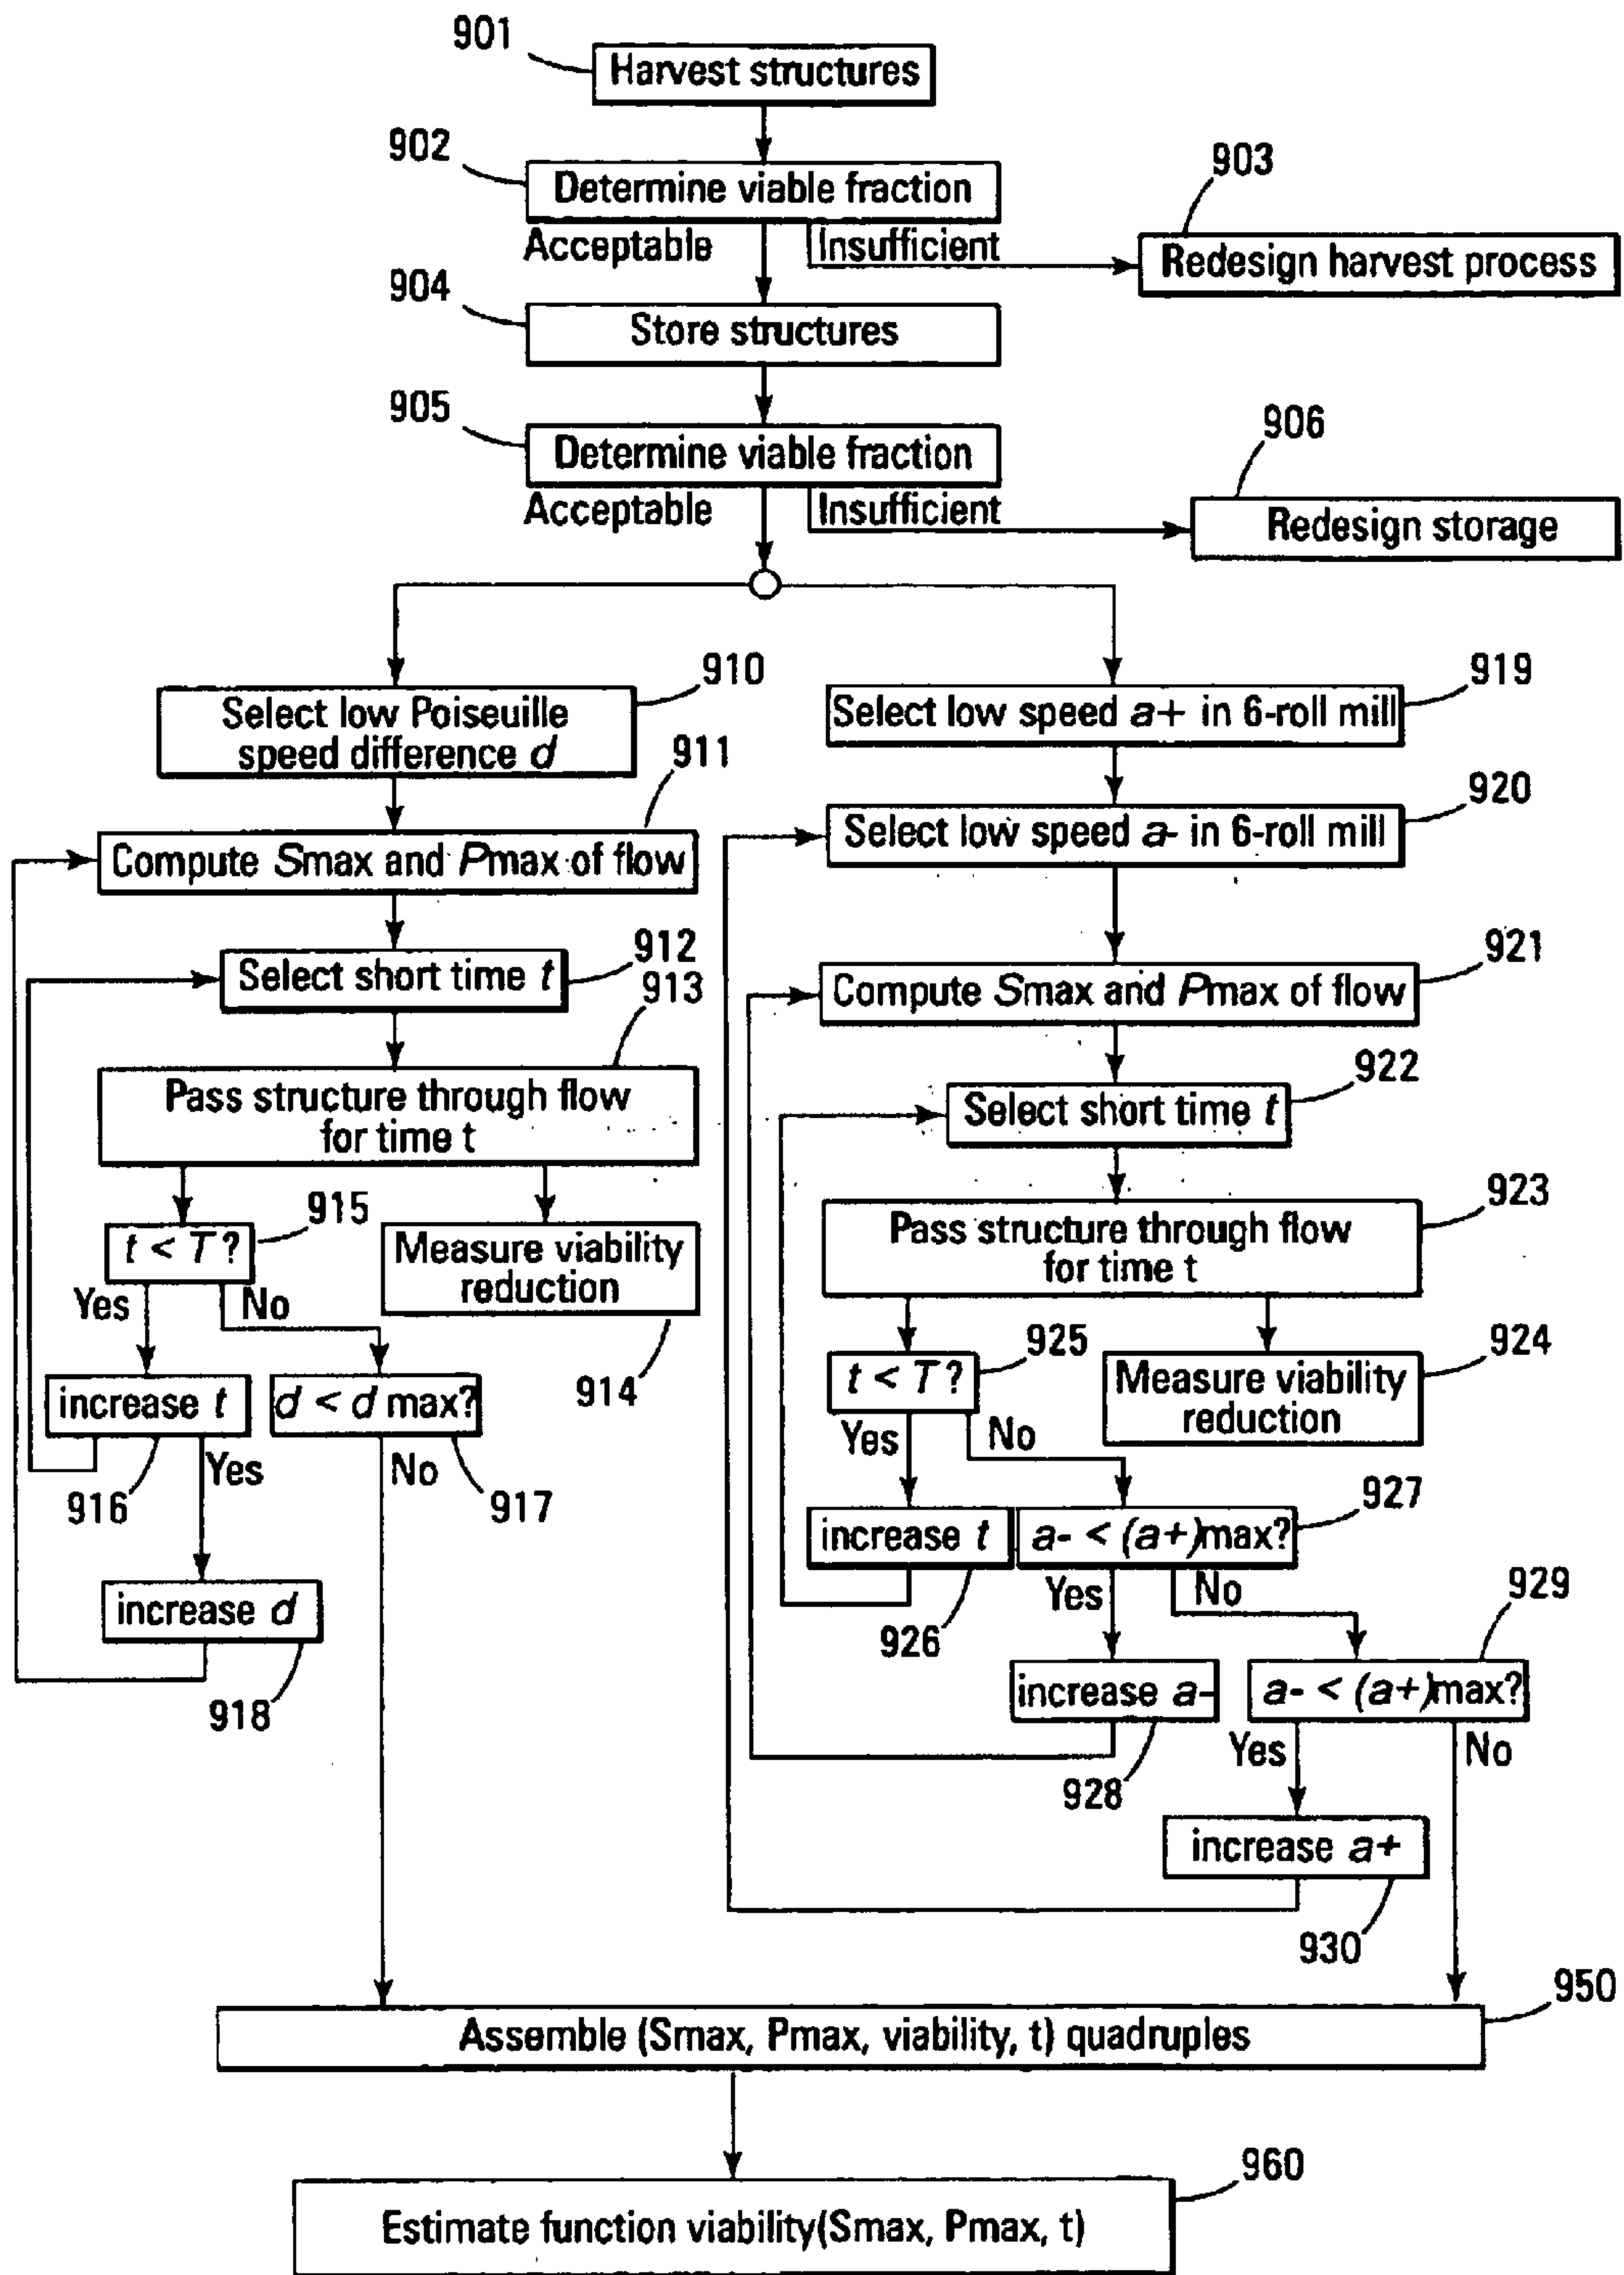 901
Harvest structures
902
Determine viable fraction
903
Acceptable
Insufficient
Redesign harvest process
904
Store structures
905
Determine viable fraction
906
Acceptable
Insufficient
Redesign storage
910
Select low Poiseuille
speed difference d
911
Compute Smax and Pmax of flow
912
Select short time t
913
Pass structure through flow
for time t
915
t < T?
Measure viability
reduction
914
Yes
No
increase t
d < d max?
916
Yes
No
917
increase d
918
919
Select low speed a+ in 6-roll mill
920
Select low speed a- in 6-roll mill
921
Compute Smax and Pmax of flow
922
Select short time t
923
Pass structure through flow
for time t
925
t < T?
924
Measure viability
reduction
Yes
No
927
increase t
a- < (a+)max?
926
Yes
No
929
increase a-
a- < (a+)max?
928
Yes
No
increase a+
930
950
Assemble (Smax, Pmax, viability, t) quadruples
960
Estimate function viability(Smax, Pmax, t)